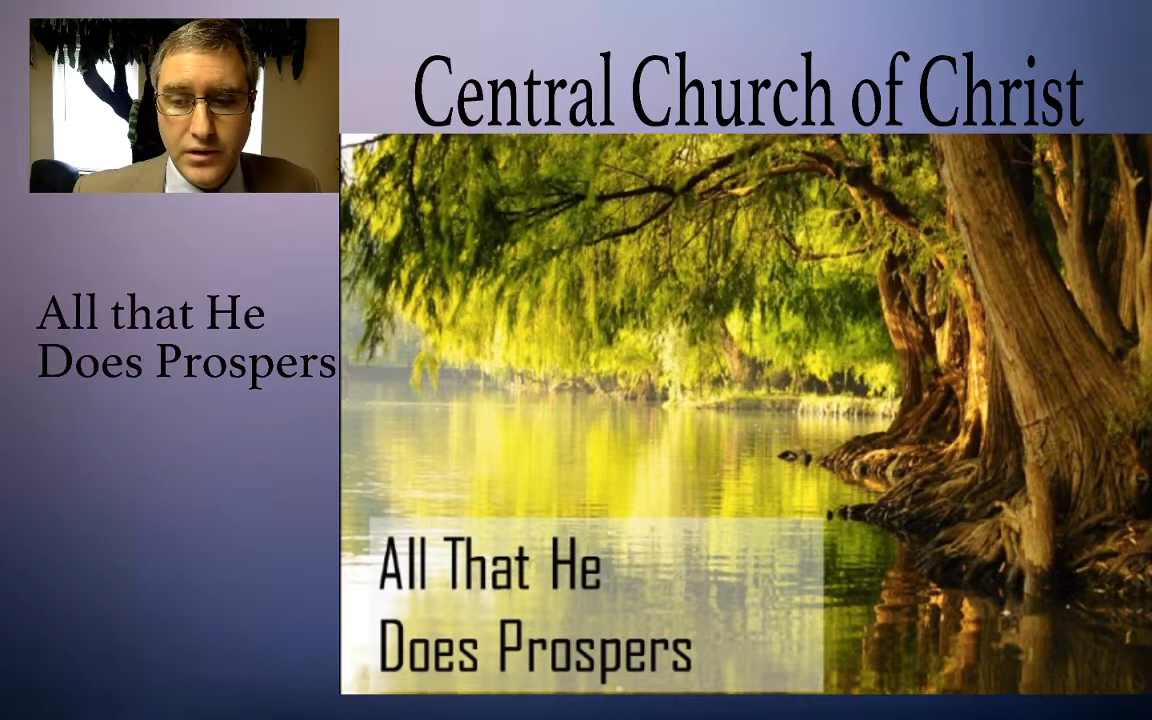 Central Church of Christ
All that He
Does Prospers
All That He
Does Prospers